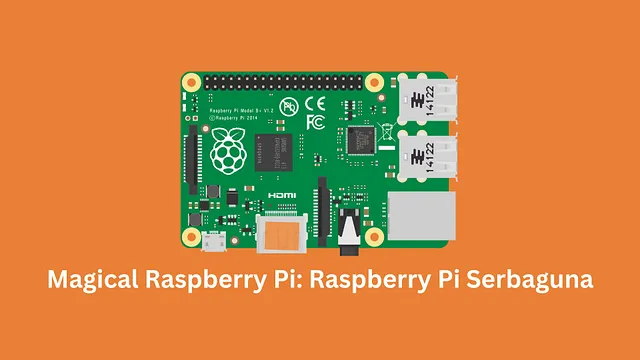 Raspberry Pi Model B+ V1.2
©Raspberry Pi 2014
Pb
CE
FC
14122
14122
HDMI
Magical Raspberry Pi: Raspberry Pi Serbaguna